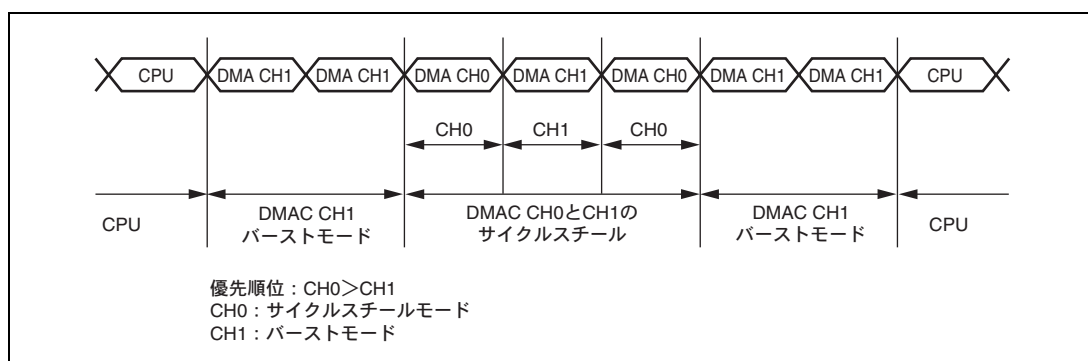 CPU DMA CH1 DMA CH1 DMA CH0 DMA CH1 DMA CH0 DMA CH1 DMA CH1 CPU
CH0 CH1 CH0
CPU
DMAC CH1
バーストモード
DMAC CH0とCH1の
サイクルスチール
DMAC CH1
バーストモード
CPU
優先順位：CH0＞CH1
CH0：サイクルスチールモード
CH1：バーストモード